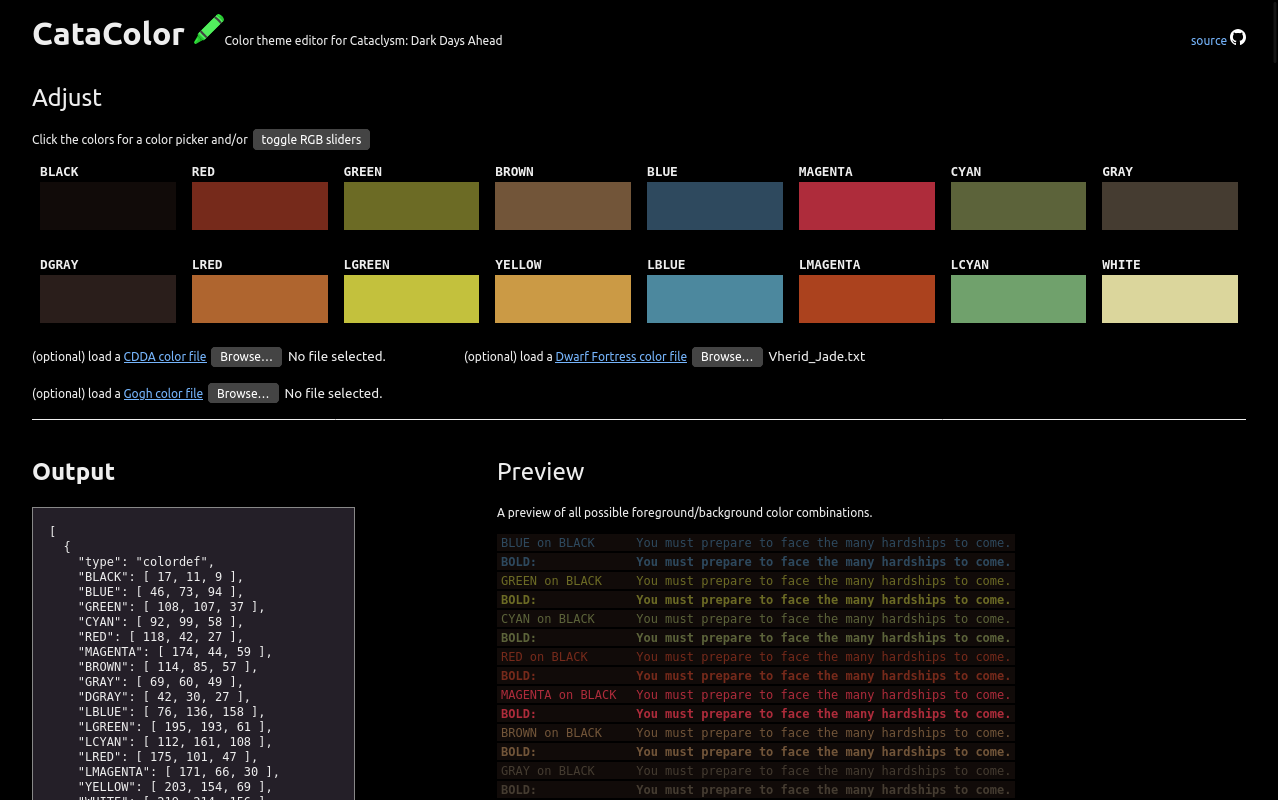 CataColor
Color theme editor for Cataclysm: Dark Days Ahead
source
Adjust
Click the colors for a color picker and/or toggle RGB sliders
BLACK RED GREEN BROWN BLUE MAGENTA CYAN GRAY
DGRAY LRED LGREEN YELLOW LBLUE LMAGENTA LCYAN WHITE
(optional) load a CDDA color file Browse... No file selected.
(optional) load a Dwarf Fortress color file Browse... Vherid_Jade.txt
(optional) load a Gogh color file Browse... No file selected.
Output
[
{
"type": "colordef",
"BLACK": [ 17, 11, 9 ],
"BLUE": [ 46, 73, 94 ],
"GREEN": [ 108, 107, 37 ],
"CYAN": [ 92, 99, 58 ],
"RED": [ 118, 42, 27 ],
"MAGENTA": [ 174, 44, 59 ],
"BROWN": [ 114, 85, 57 ],
"GRAY": [ 69, 60, 49 ],
"DGRAY": [ 42, 30, 27 ],
"LBLUE": [ 76, 136, 158 ],
"LGREEN": [ 195, 193, 61 ],
"LCYAN": [ 112, 161, 108 ],
"LRED": [ 175, 101, 47 ],
"LMAGENTA": [ 171, 66, 30 ],
"YELLOW": [ 203, 154, 69 ],
Preview
A preview of all possible foreground/background color combinations.
BLUE on BLACK You must prepare to face the many hardships to come.
BOLD: You must prepare to face the many hardships to come.
GREEN on BLACK You must prepare to face the many hardships to come.
BOLD: You must prepare to face the many hardships to come.
CYAN on BLACK You must prepare to face the many hardships to come.
BOLD: You must prepare to face the many hardships to come.
RED on BLACK You must prepare to face the many hardships to come.
BOLD: You must prepare to face the many hardships to come.
MAGENTA on BLACK You must prepare to face the many hardships to come.
BOLD: You must prepare to face the many hardships to come.
BROWN on BLACK You must prepare to face the many hardships to come.
BOLD: You must prepare to face the many hardships to come.
GRAY on BLACK You must prepare to face the many hardships to come.
BOLD: You must prepare to face the many hardships to come.